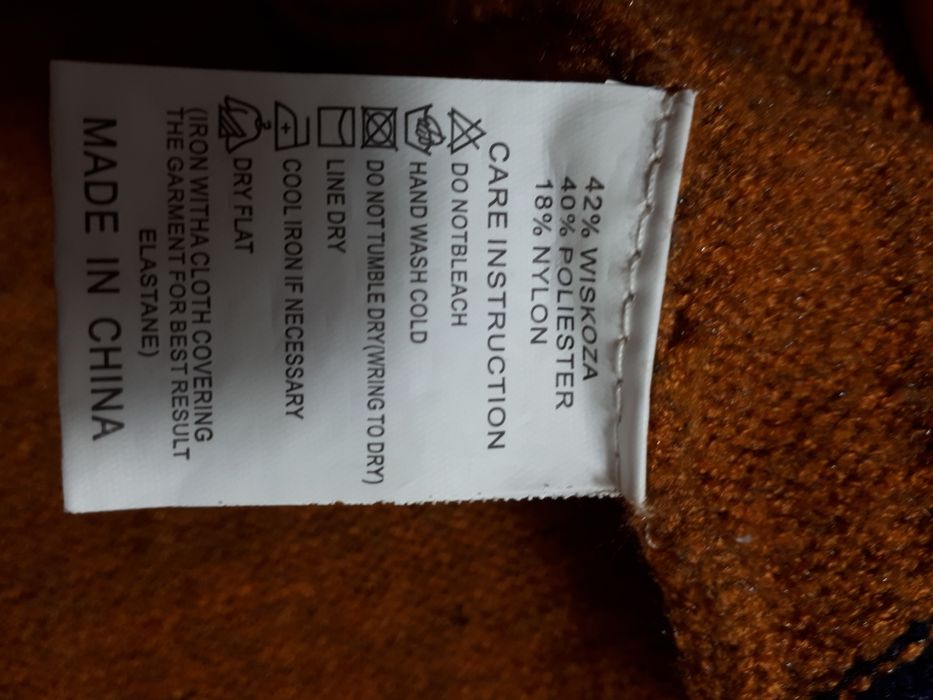 42% WISKOZA
40% POLIESTER
18% NYLON
CARE INSTRUCTION
DO NOTBLEACH
HAND WASH COLD
DO NOT TUMBLE DRY(WRING TO DRY)
LINE DRY
COOL IRON IF NECESSARY
DRY FLAT
(IRON WITH A CLOTH COVERING
THE GARMENT FOR BEST RESULT
ELASTANE)
MADE IN CHINA